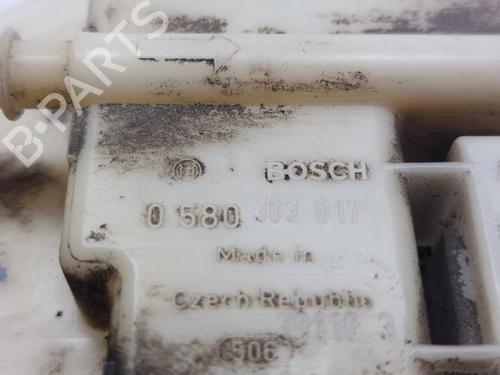 B-PARTS
BOSCH
0 580 303 017
Made in
Czech Republic
506